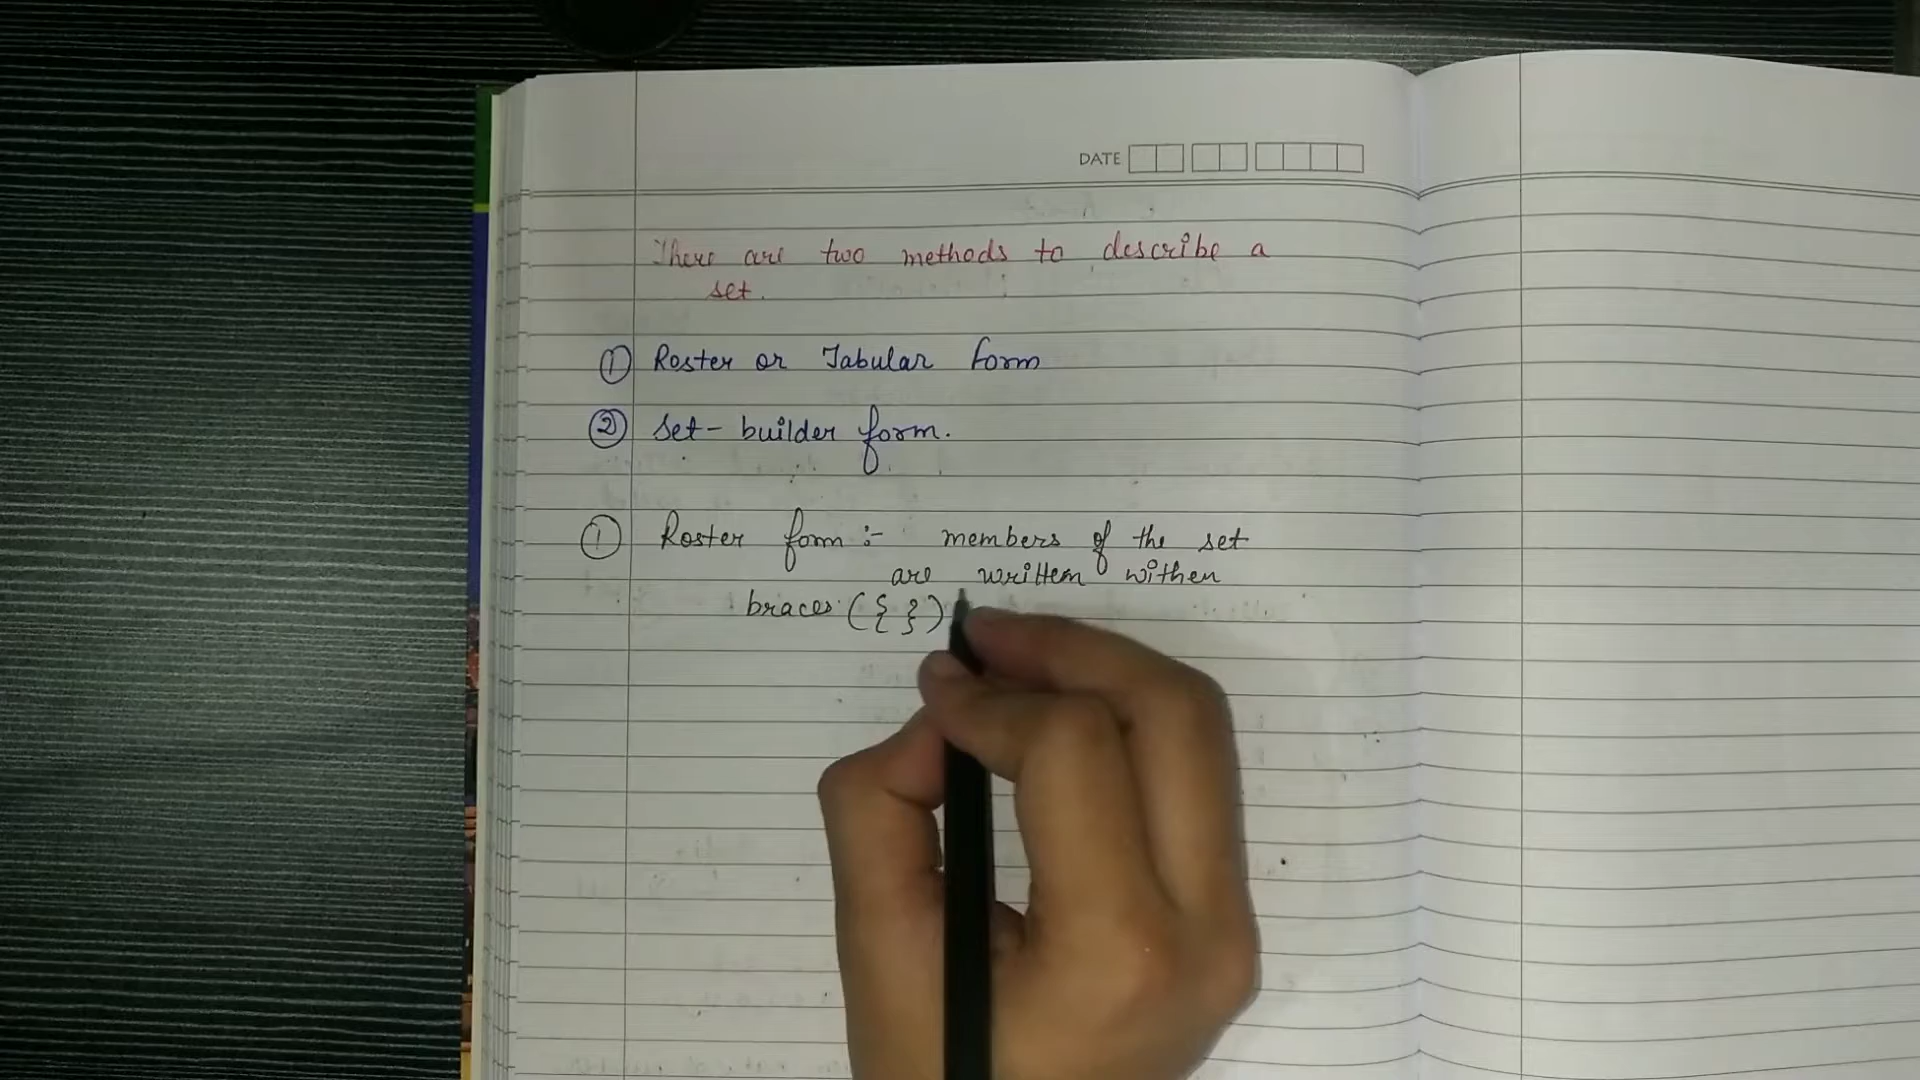 DATE
There are two methods to describe a
set.
① Roster or Tabular form
② Set-builder form.
① Roster form :- members of the set
are written withen
braces ({ })